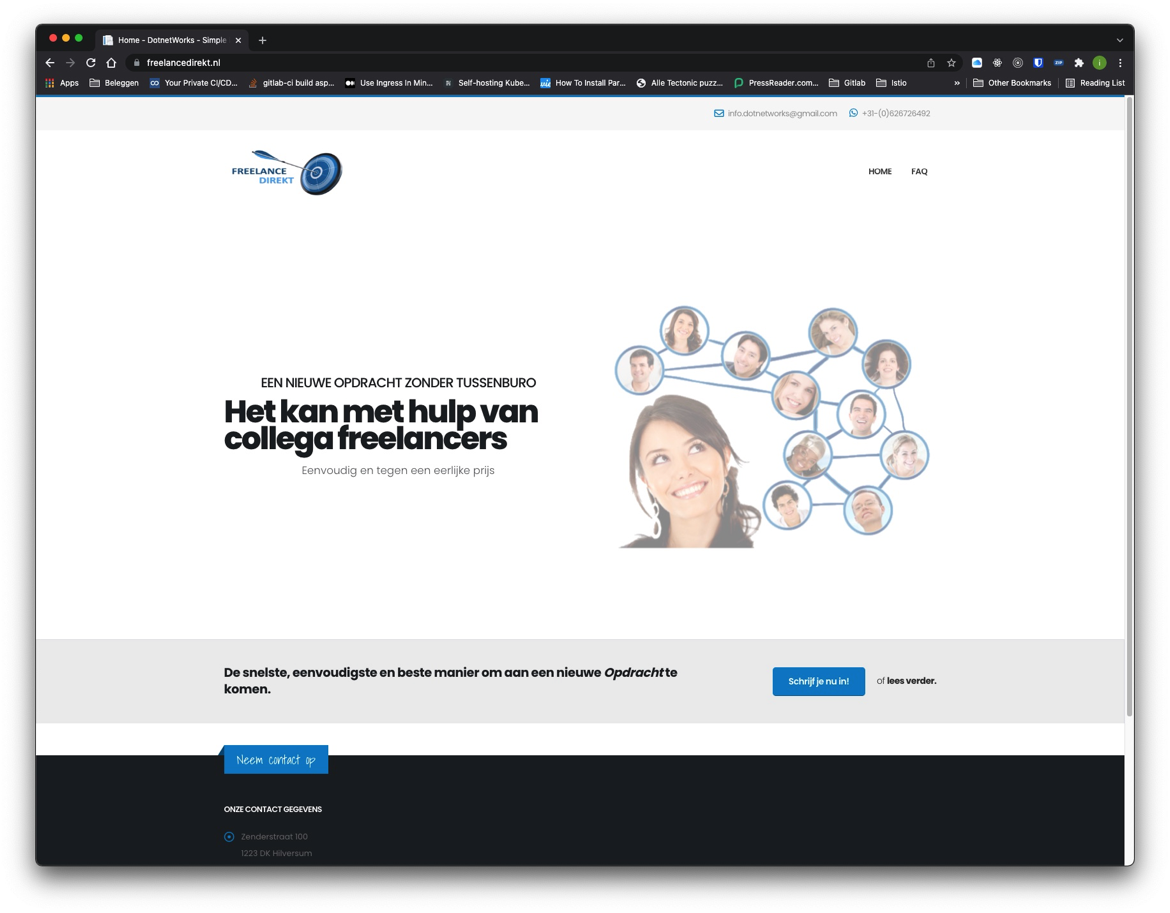 Home - DotnetWorks - Simple
freelancedirekt.nl
Apps
Beleggen
Your Private CI/CD...
gitlab-ci build asp...
Use Ingress In Min...
Self-hosting Kube...
How To Install Par...
Alle Tectonic puzz...
PressReader.com...
Gitlab
Istio
»
Other Bookmarks
Reading List
info.dotnetworks@gmail.com
+31-(0)626726492
FREELANCE
DIREKT
HOME
FAQ
EEN NIEUWE OPDRACHT ZONDER TUSSENBURO
Het kan met hulp van
collega freelancers
Eenvoudig en tegen een eerlijke prijs
De snelste, eenvoudigste en beste manier om aan een nieuwe Opdracht te
komen.
Schrijf je nu in!
of lees verder.
Neem contact op
ONZE CONTACT GEGEVENS
Zenderstraat 100
1223 DK Hilversum